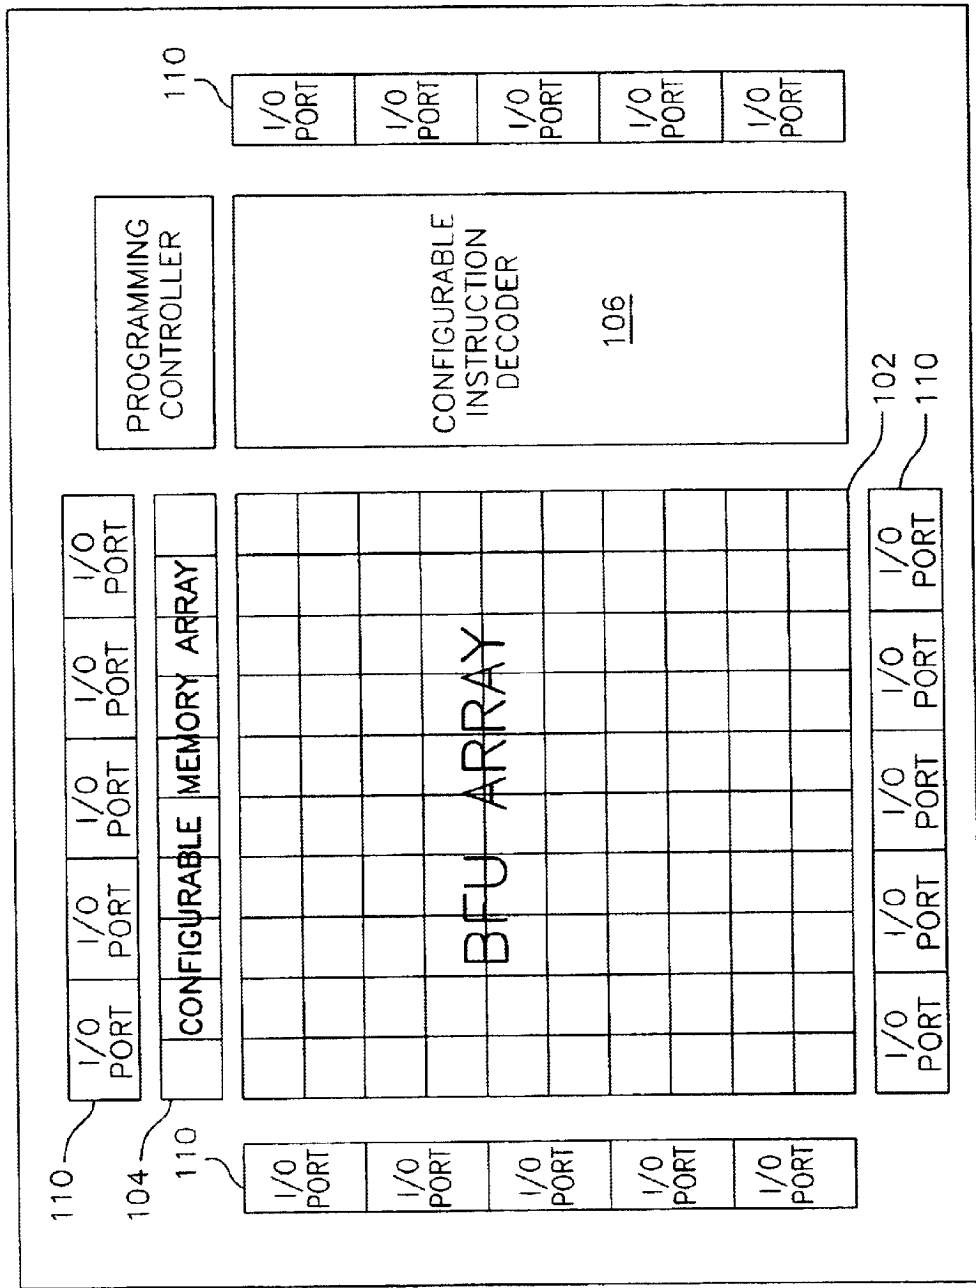 110
I/O
PORT
I/O
PORT
I/O
PORT
I/O
PORT
I/O
PORT
PROGRAMMING
CONTROLLER
104
CONFIGURABLE MEMORY ARRAY
110
I/O
PORT
I/O
PORT
I/O
PORT
I/O
PORT
I/O
PORT
BFU ARRAY
CONFIGURABLE
INSTRUCTION
DECODER
106
110
I/O
PORT
I/O
PORT
I/O
PORT
I/O
PORT
I/O
PORT
102
I/O
PORT
I/O
PORT
I/O
PORT
I/O
PORT
I/O
PORT
110